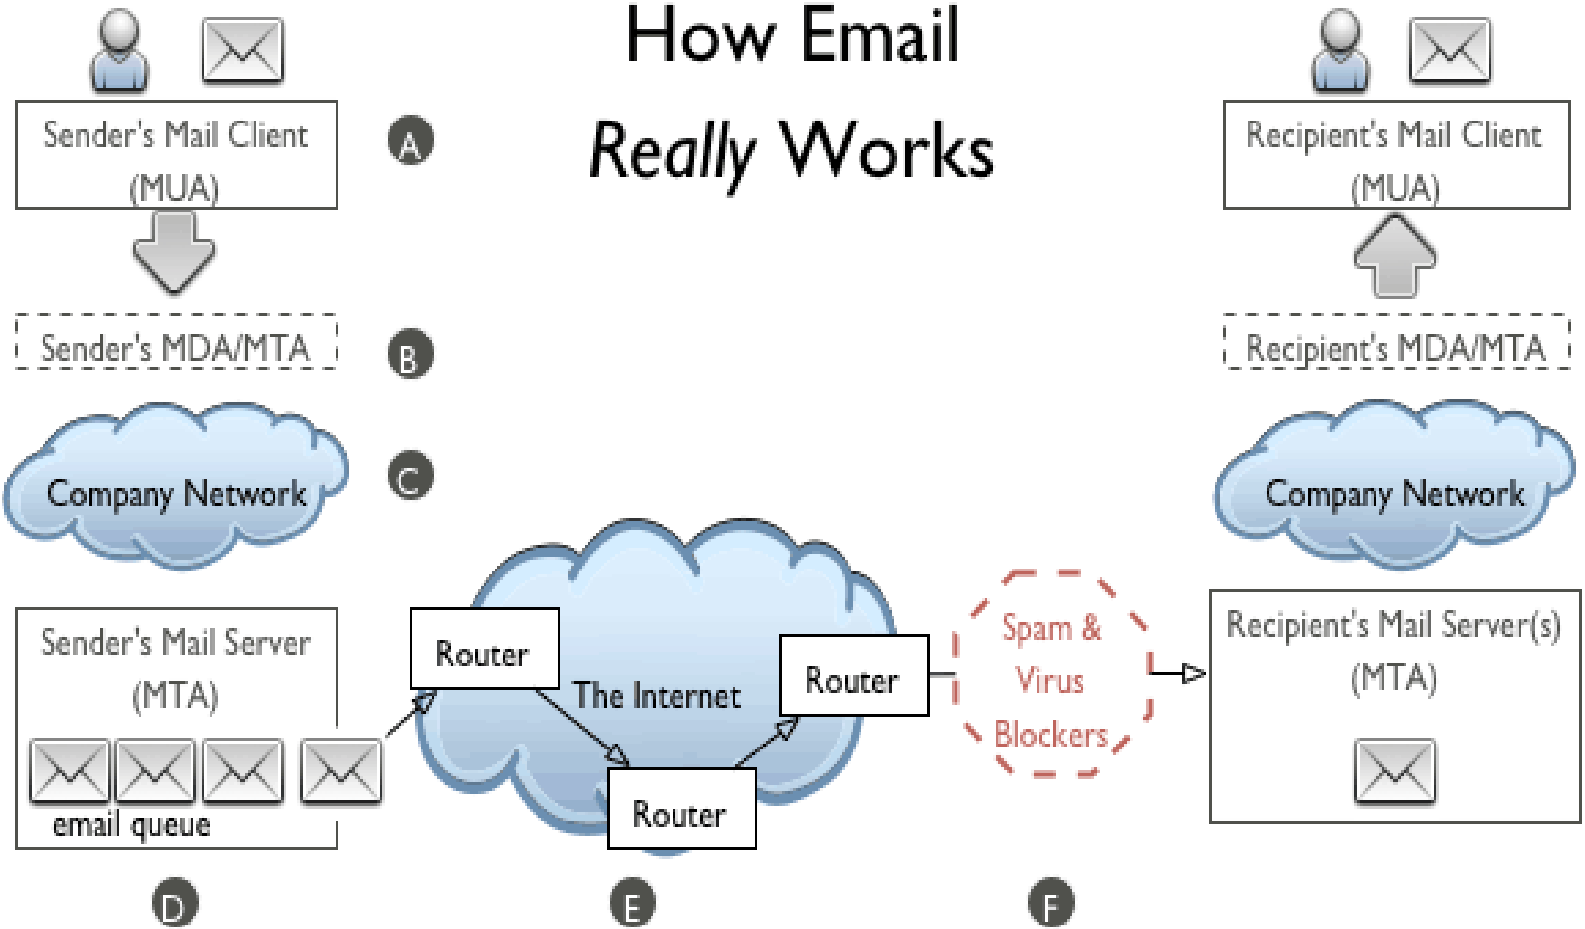 How Email
Really Works
Sender's Mail Client
(MUA)
A
Recipient's Mail Client
(MUA)
Sender's MDA/MTA
B
Recipient's MDA/MTA
Company Network
C
Company Network
Sender's Mail Server
(MTA)
email queue
Router
The Internet
Router
Router
Spam &
Virus
Blockers
Recipient's Mail Server(s)
(MTA)
D
E
F